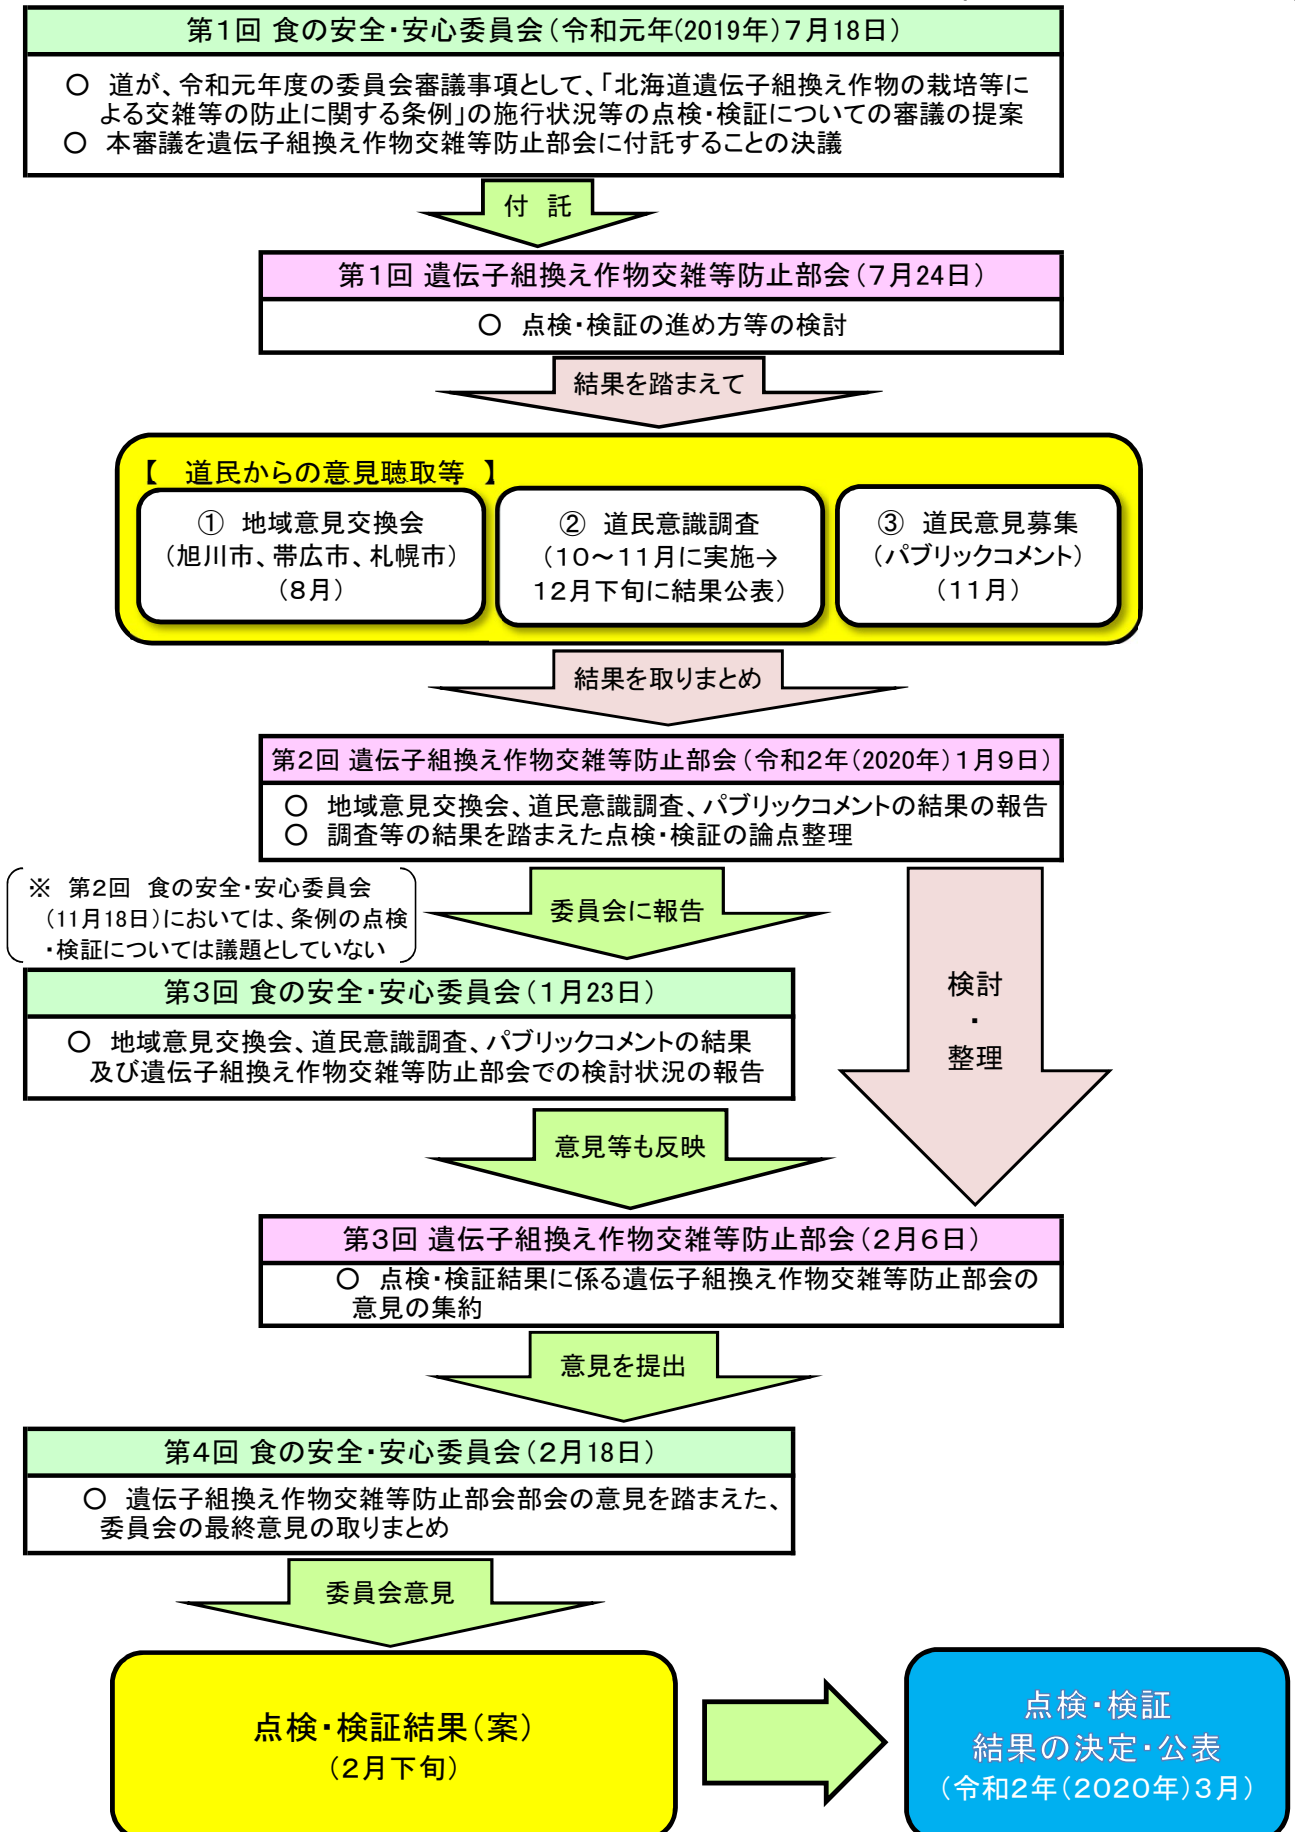 第１回 食の安全・安心委員会（令和元年(2019年)７月18日）
○ 道が、令和元年度の委員会審議事項として、「北海道遺伝子組換え作物の栽培等に
よる交雑等の防止に関する条例」の施行状況等の点検・検証についての審議の提案
○ 本審議を遺伝子組換え作物交雑等防止部会に付託することの決議
付 託
第１回 遺伝子組換え作物交雑等防止部会（７月24日）
○ 点検・検証の進め方等の検討
結果を踏まえて
【 道民からの意見聴取等 】
① 地域意見交換会
（旭川市、帯広市、札幌市）
（８月）
② 道民意識調査
（１０～１１月に実施→
１２月下旬に結果公表）
③ 道民意見募集
（パブリックコメント）
（１１月）
結果を取りまとめ
第２回 遺伝子組換え作物交雑等防止部会（令和２年(2020年)１月９日）
○ 地域意見交換会、道民意識調査、パブリックコメントの結果の報告
○ 調査等の結果を踏まえた点検・検証の論点整理
※ 第２回 食の安全・安心委員会
（11月18日）においては、条例の点検
・検証については議題としていない
委員会に報告
検討
・
整理
第３回 食の安全・安心委員会（１月23日）
○ 地域意見交換会、道民意識調査、パブリックコメントの結果
及び遺伝子組換え作物交雑等防止部会での検討状況の報告
意見等も反映
第３回 遺伝子組換え作物交雑等防止部会（２月６日）
○ 点検・検証結果に係る遺伝子組換え作物交雑等防止部会の
意見の集約
意見を提出
第４回 食の安全・安心委員会（２月18日）
○ 遺伝子組換え作物交雑等防止部会部会の意見を踏まえた、
委員会の最終意見の取りまとめ
委員会意見
点検・検証結果（案）
（２月下旬）
点検・検証
結果の決定・公表
（令和２年（２０２０年）３月）